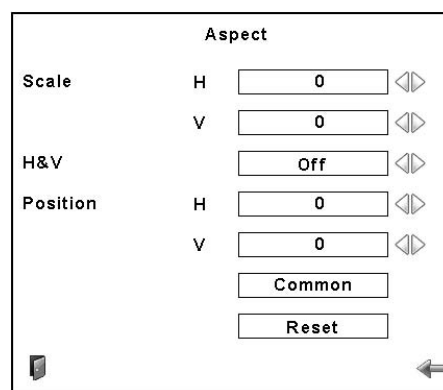 Aspect
Scale H 0
V 0
H&V Off
Position H 0
V 0
Common
Reset